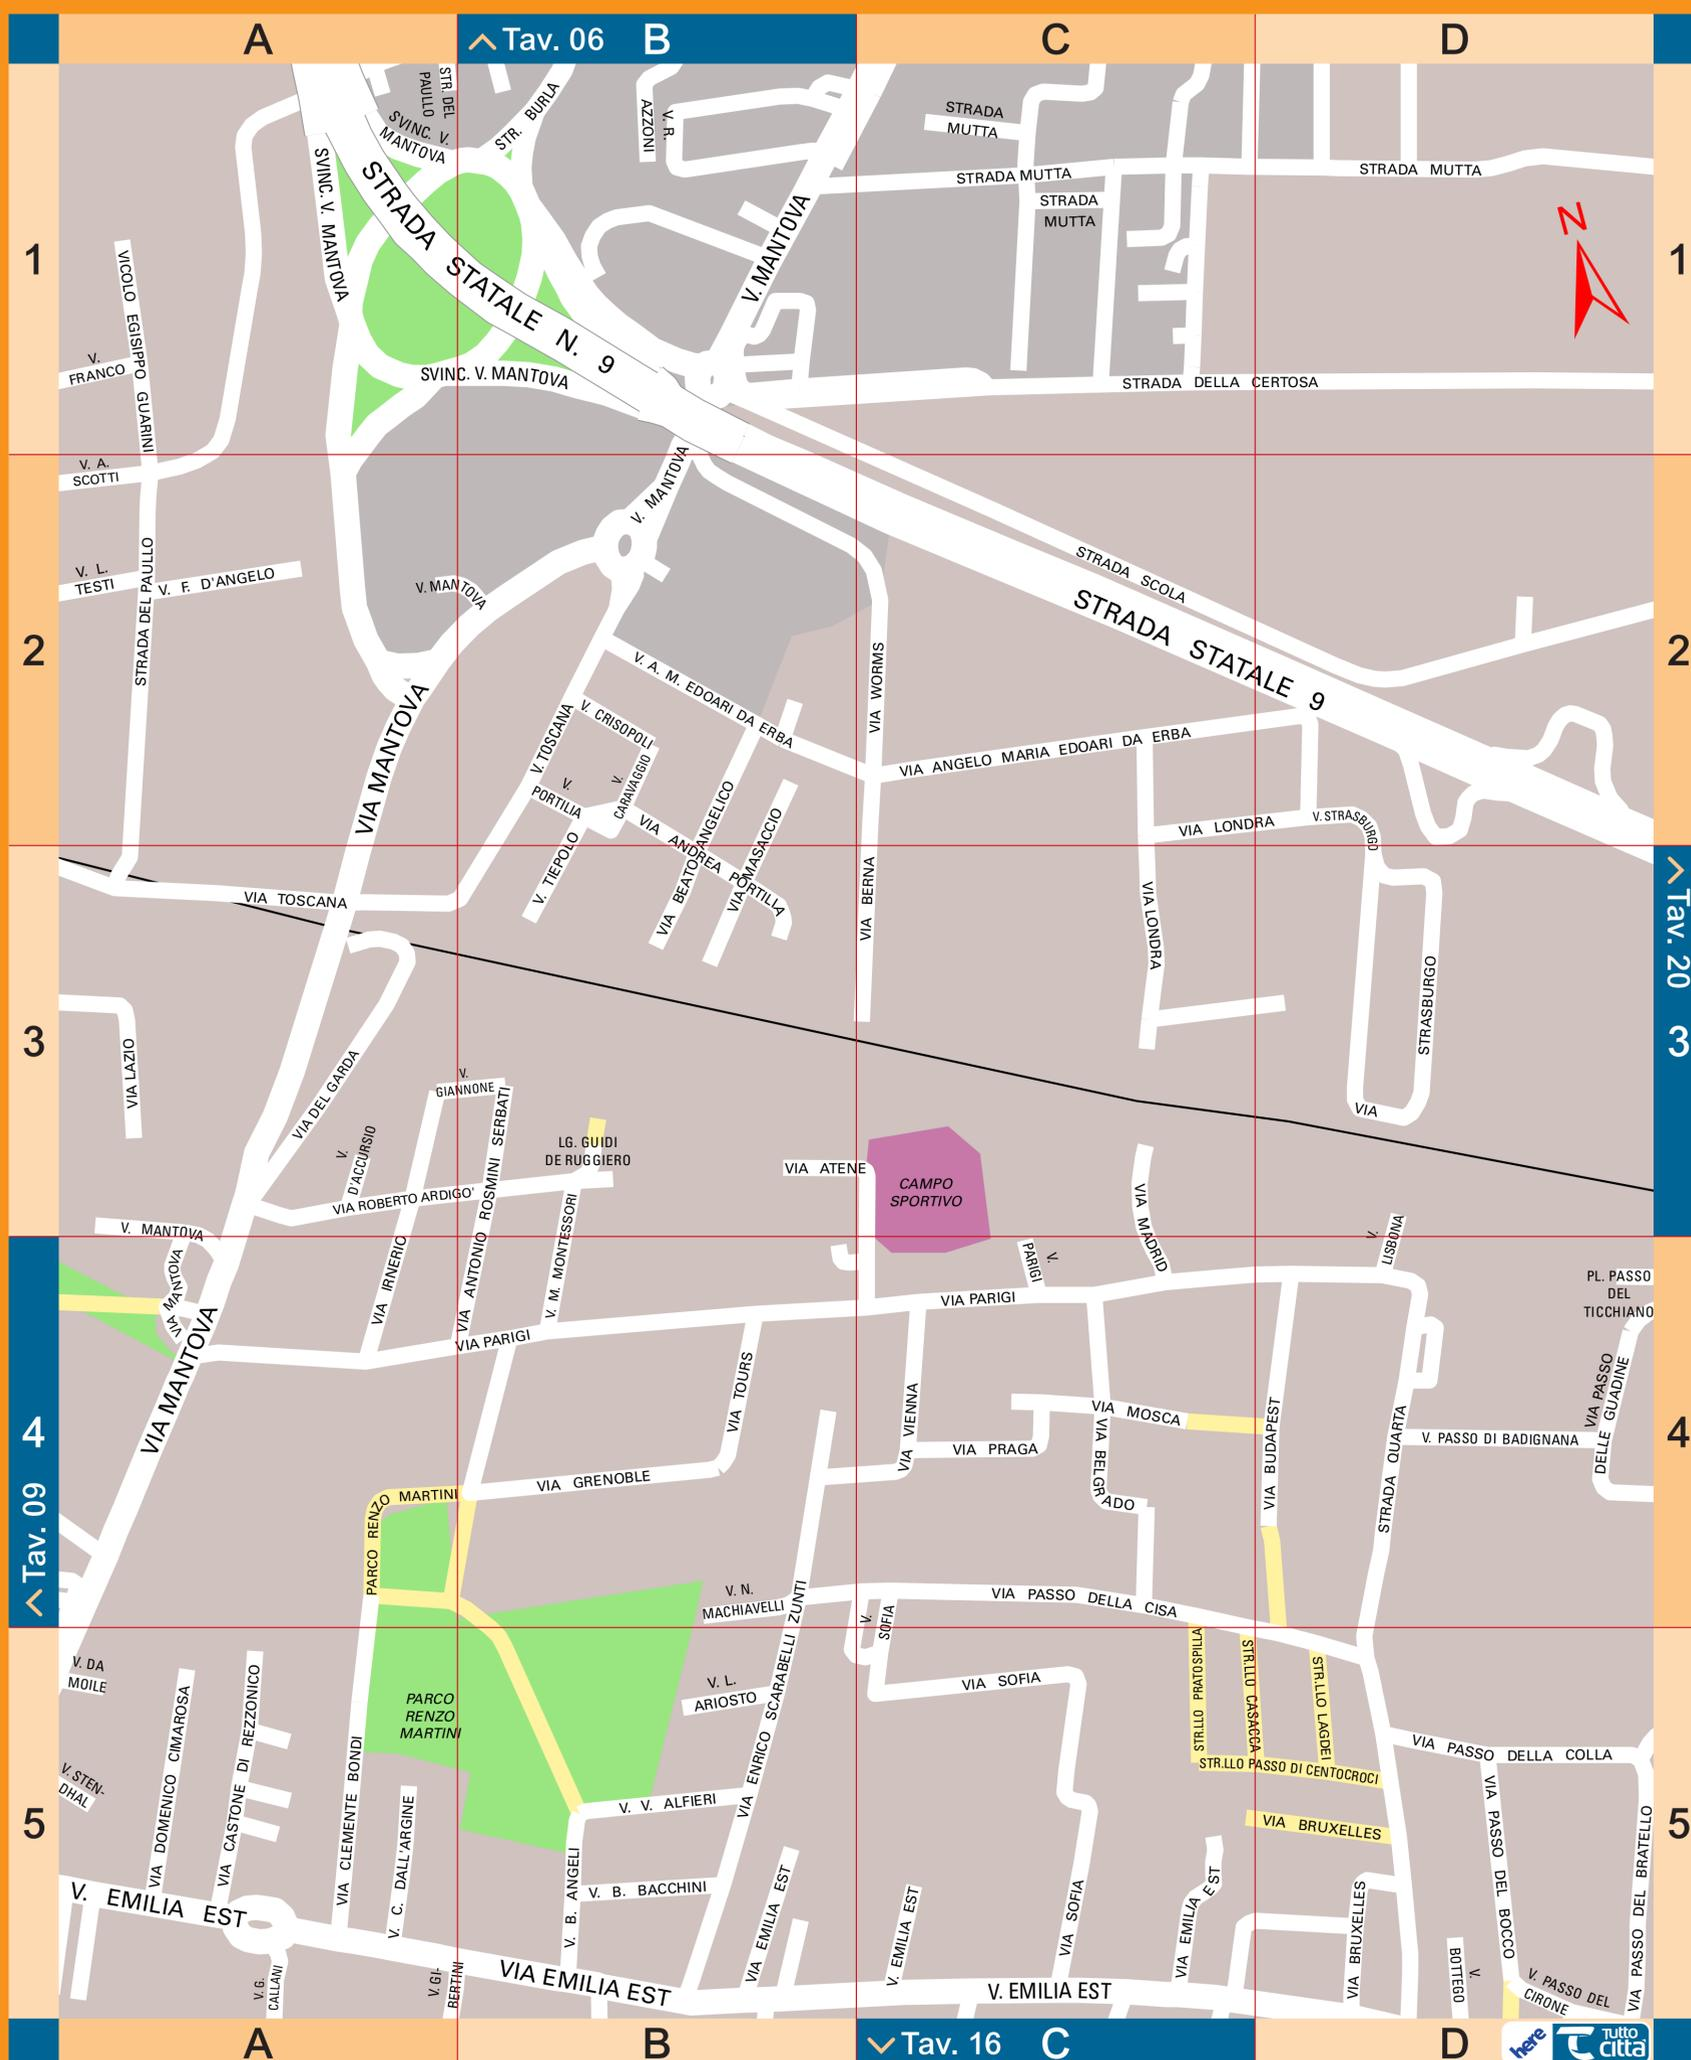 A
Tav. 06
B
C
D
STR. DEL
PAULLO
SVINC. V.
MANTOVA
STR. BURLA
AZZONI
V. R.
STRADA
MUTTA
STRADA MUTTA
STRADA MUTTA
STRADA
MUTTA
N
SVINC. V. MANTOVA
STRADA STATALE N. 9
V. MANTOVA
1
1
VICOLO EGISIPPO GUARINI
V.
FRANCO
SVINC. V. MANTOVA
STRADA DELLA CERTOSA
V. A.
SCOTTI
V. MANTOVA
V. L.
TESTI
V. F. D'ANGELO
STRADA DEL PAULLO
V. MANTOVA
STRADA SCOLA
STRADA STATALE 9
2
2
V. A. M. EDOARI DA ERBA
VIA WORMS
VIA MANTOVA
V. CRISOPOLI
V. TOSCANA
V.
CARAVAGGIO
V.
PORTILIA
VIA ANGELO MARIA EDOARI DA ERBA
VIA ANDREA PORTILIA
VIA BEATO ANGELICO
VIA MASACCIO
V. TIEPOLO
VIA LONDRA
V. STRASBURGO
VIA TOSCANA
VIA BERNA
VIA LONDRA
Tav. 20
STRASBURGO
VIA
3
3
VIA LAZIO
VIA DEL GARDA
V.
GIANNONE
V.
D'ACCURSIO
VIA ANTONIO ROSMINI SERBATI
LG. GUIDI
DE RUGGIERO
VIA ROBERTO ARDIGO'
VIA ATENE
CAMPO
SPORTIVO
VIA MADRID
V. MANTOVA
VIA MANTOVA
VIA IRNERIO
V. M. MONTESSORI
V.
PARIGI
V.
LISBONA
PL. PASSO
DEL
TICCHIANO
VIA PARIGI
VIA PARIGI
VIA MANTOVA
VIA TOURS
VIA VIENNA
VIA MOSCA
VIA PRAGA
VIA BELGRADO
VIA BUDAPEST
STRADA QUARTA
V. PASSO DI BADIGNANA
VIA PASSO
DELLE GUADINE
4
4
Tav. 09
VIA GRENOBLE
PARCO RENZO MARTINI
V. N.
MACHIAVELLI
VIA PASSO DELLA CISA
V.
SOFIA
V. DA
MOILE
VIA DOMENICO CIMAROSA
VIA CASTONE DI REZZONICO
PARCO
RENZO
MARTINI
V. L.
ARIOSTO
VIA ENRICO SCARABELLI ZUNTI
VIA SOFIA
STR.LLO PRATOSPILLA
STR.LLO CASACCA
STR.LLO LAGDEI
STR.LLO PASSO DI CENTOCROCI
VIA PASSO DELLA COLLA
V. STEN-
DHAL
VIA CLEMENTE BONDI
V. C. DALL'ARGINE
V. V. ALFIERI
VIA BRUXELLES
5
5
V. B. ANGELI
V. B. BACCHINI
VIA EMILIA EST
V. EMILIA EST
VIA SOFIA
VIA EMILIA EST
VIA BRUXELLES
VIA PASSO DEL BOCCO
VIA PASSO DEL BRATELLO
V. EMILIA EST
V. G.
CALLANI
V. GI-
BERTINI
VIA EMILIA EST
V. EMILIA EST
V.
BOTTEGO
V. PASSO DEL
CIRONE
A
B
Tav. 16
C
D
here
TUTTO
CITTÀ